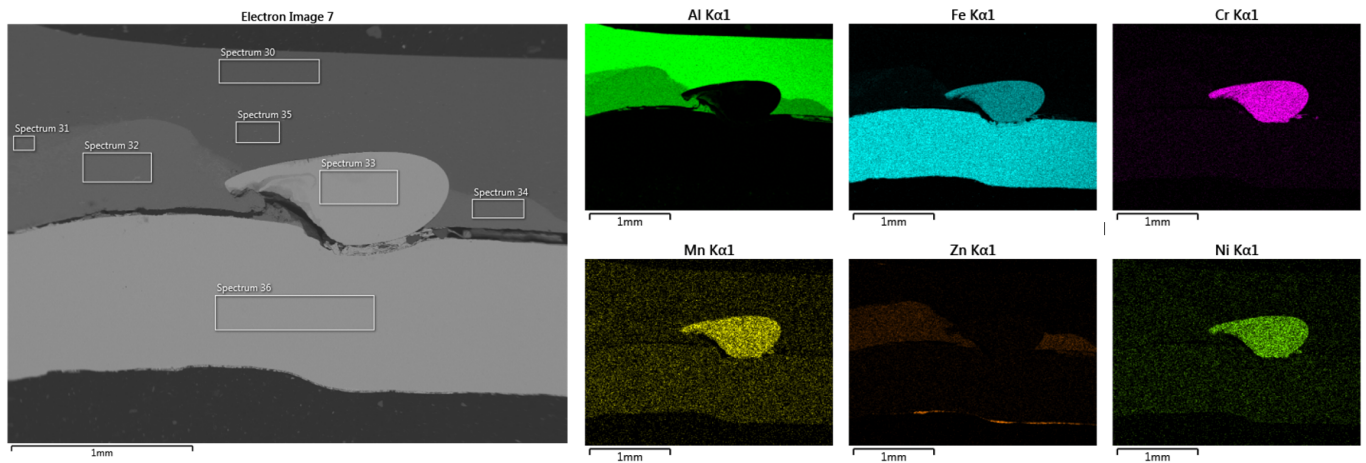 Electron Image 7
Spectrum 30
Spectrum 35
Spectrum 31
Spectrum 32
Spectrum 33
Spectrum 34
Spectrum 36
1mm
Al Kα1
1mm
Fe Kα1
1mm
Cr Kα1
1mm
Mn Kα1
1mm
Zn Kα1
1mm
Ni Kα1
1mm